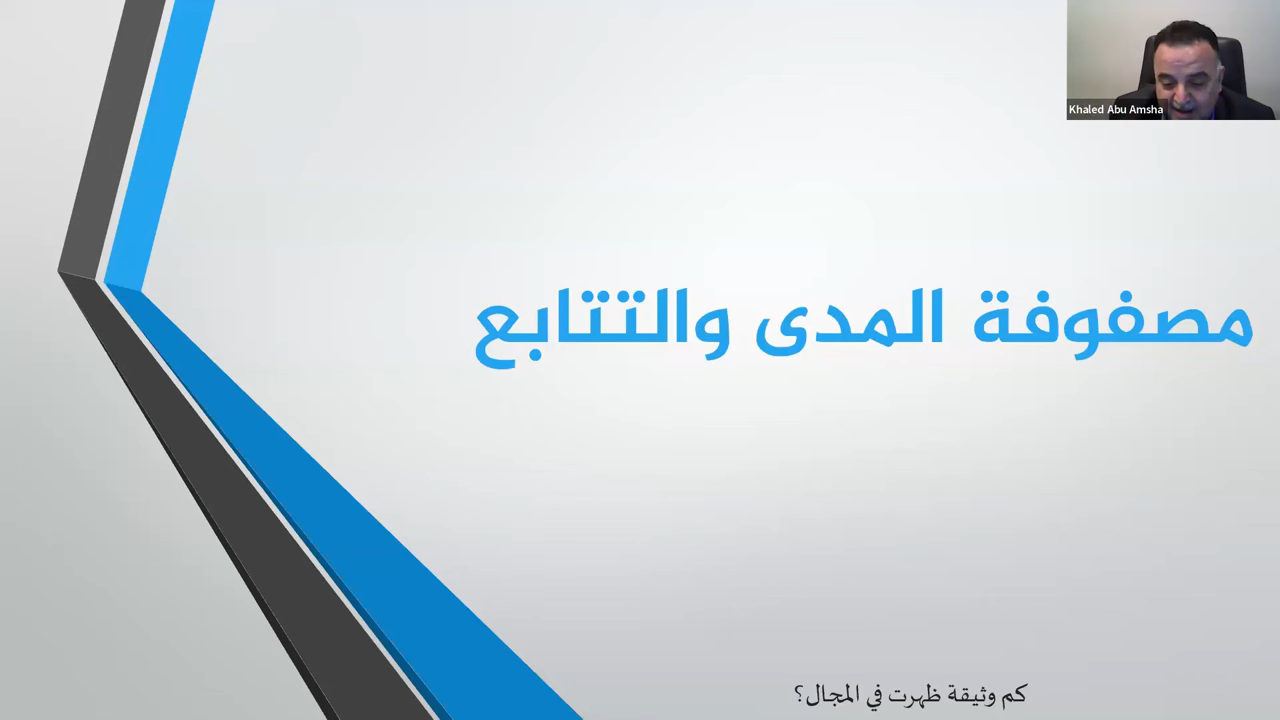 Khaled Abu Amsha
مصفوفة المدى والتتابع
كم وثيقة ظهرت في المجال؟